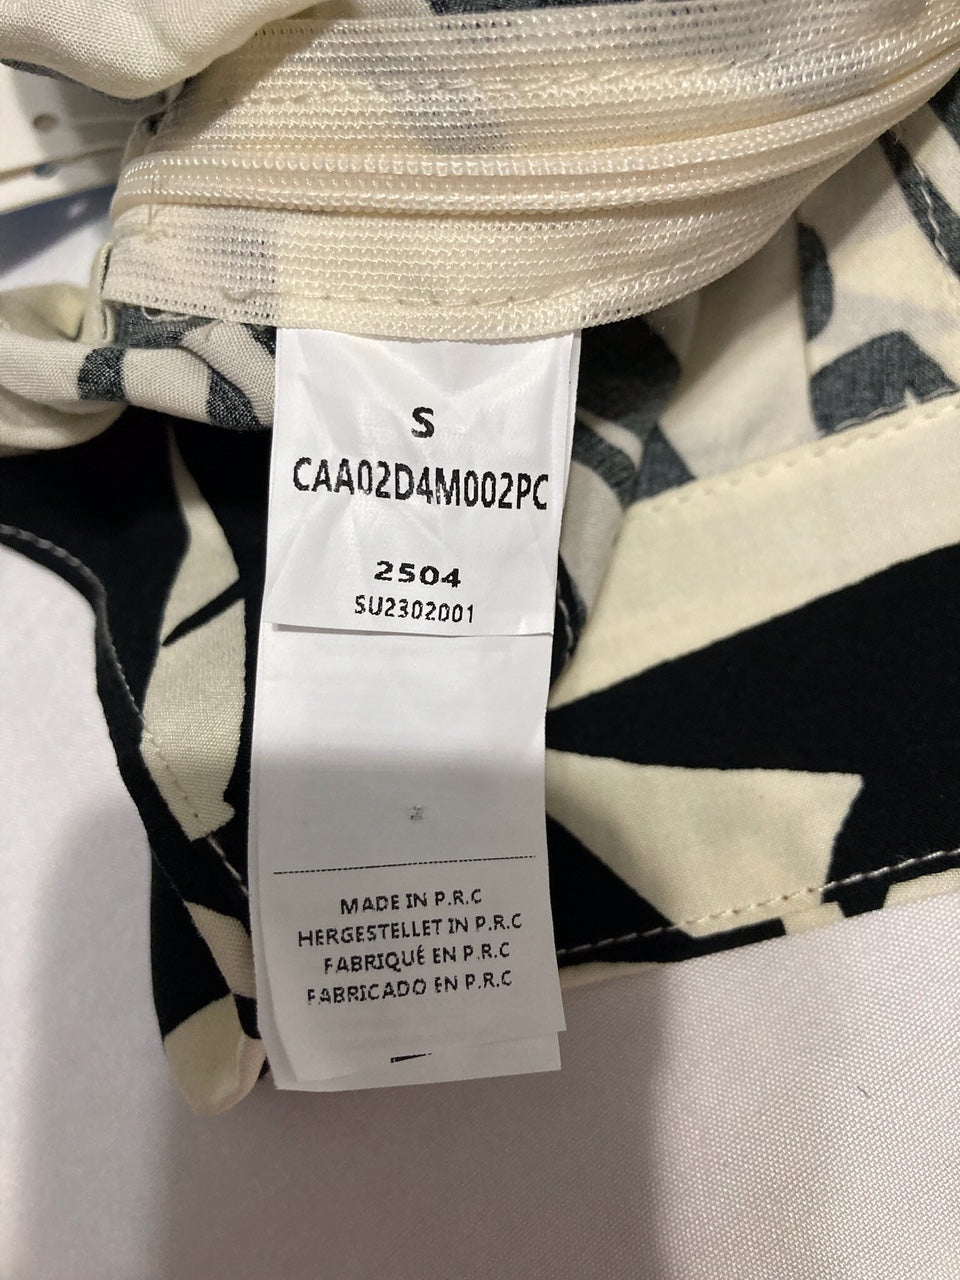 S
CAA02D4M002PC
2504
SU2302001
MADE IN P.R.C
HERGESTELLET IN P.R.C
FABRIQUÉ EN P.R.C
FABRICADO EN P.R.C